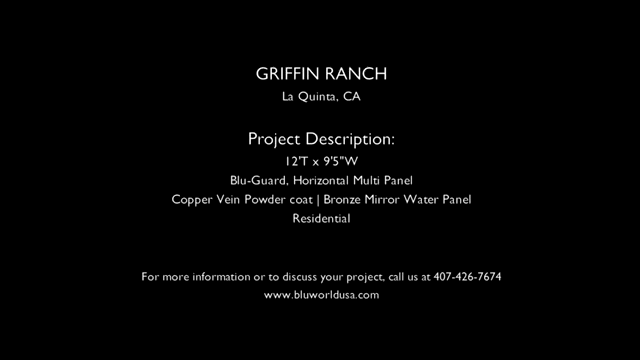 GRIFFIN RANCH
La Quinta, CA
Project Description:
12'T x 9'5"W
Blu-Guard, Horizontal Multi Panel
Copper Vein Powder coat | Bronze Mirror Water Panel
Residential
For more information or to discuss your project, call us at 407-426-7674
www.bluworldusa.com